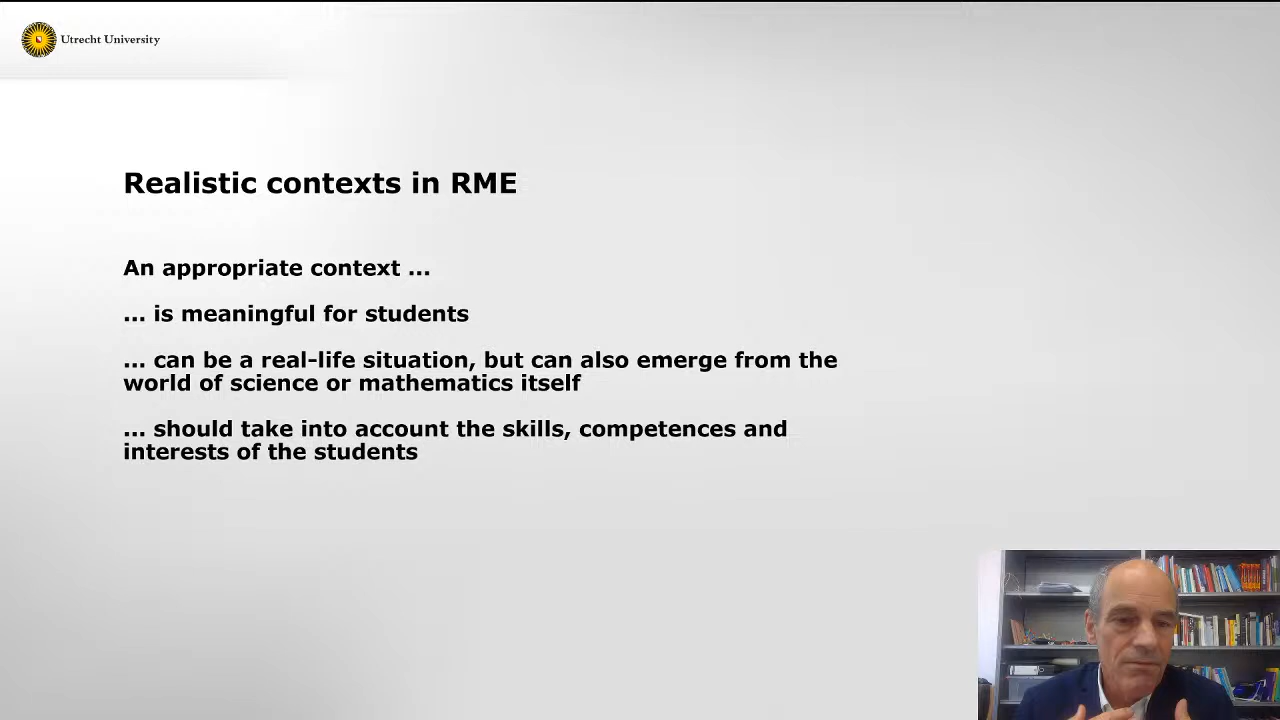 Utrecht University
Realistic contexts in RME
An appropriate context ...
... is meaningful for students
... can be a real-life situation, but can also emerge from the
world of science or mathematics itself
... should take into account the skills, competences and
interests of the students